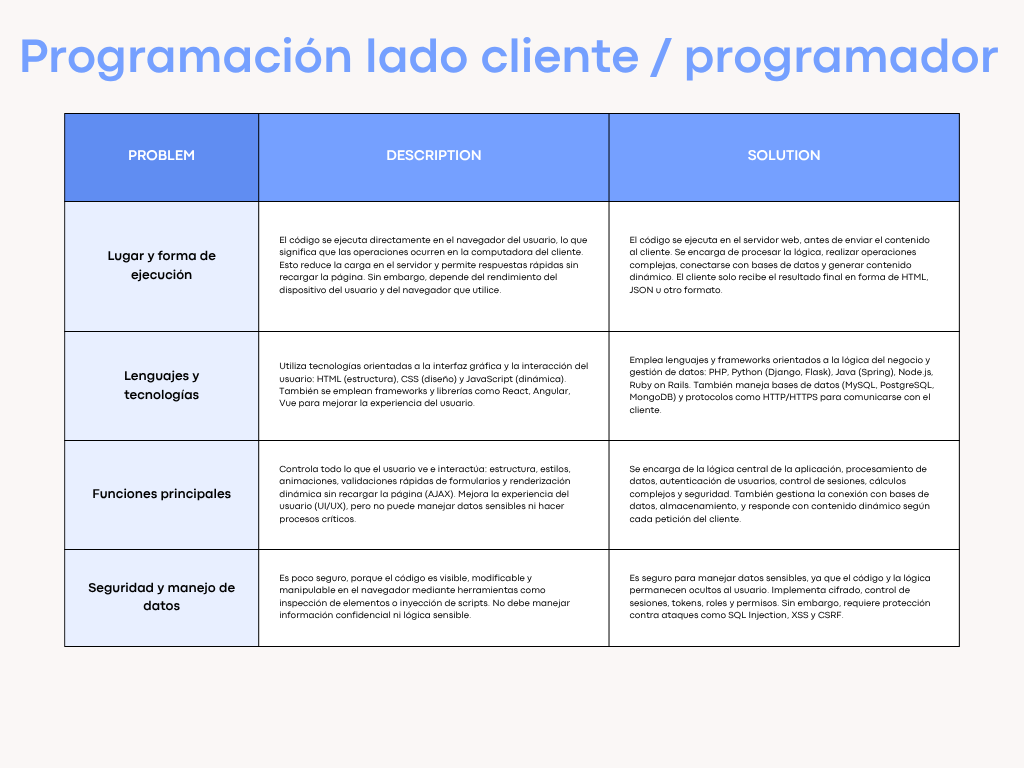 Programación lado cliente / programador
PROBLEM
DESCRIPTION
SOLUTION
Lugar y forma de
ejecución
El código se ejecuta directamente en el navegador del usuario, lo que
significa que las operaciones ocurren en la computadora del cliente.
Esto reduce la carga en el servidor y permite respuestas rápidas sin
recargar la página. Sin embargo, depende del rendimiento del
dispositivo del usuario y del navegador que utilice.
El código se ejecuta en el servidor web, antes de enviar el contenido
al cliente. Se encarga de procesar la lógica, realizar operaciones
complejas, conectarse con bases de datos y generar contenido
dinámico. El cliente solo recibe el resultado final en forma de HTML,
JSON u otro formato.
Lenguajes y
tecnologías
Utiliza tecnologías orientadas a la interfaz gráfica y la interacción del
usuario: HTML (estructura), CSS (diseño) y JavaScript (dinámica).
También se emplean frameworks y librerías como React, Angular,
Vue para mejorar la experiencia del usuario.
Emplea lenguajes y frameworks orientados a la lógica del negocio y
gestión de datos: PHP, Python (Django, Flask), Java (Spring), Node.js,
Ruby on Rails. También maneja bases de datos (MySQL, PostgreSQL,
MongoDB) y protocolos como HTTP/HTTPS para comunicarse con el
cliente.
Funciones principales
Controla todo lo que el usuario ve e interactúa: estructura, estilos,
animaciones, validaciones rápidas de formularios y renderización
dinámica sin recargar la página (AJAX). Mejora la experiencia del
usuario (UI/UX), pero no puede manejar datos sensibles ni hacer
procesos críticos.
Se encarga de la lógica central de la aplicación, procesamiento de
datos, autenticación de usuarios, control de sesiones, cálculos
complejos y seguridad. También gestiona la conexión con bases de
datos, almacenamiento, y responde con contenido dinámico según
cada petición del cliente.
Seguridad y manejo de
datos
Es poco seguro, porque el código es visible, modificable y
manipulable en el navegador mediante herramientas como
inspección de elementos o inyección de scripts. No debe manejar
información confidencial ni lógica sensible.
Es seguro para manejar datos sensibles, ya que el código y la lógica
permanecen ocultos al usuario. Implementa cifrado, control de
sesiones, tokens, roles y permisos. Sin embargo, requiere protección
contra ataques como SQL Injection, XSS y CSRF.